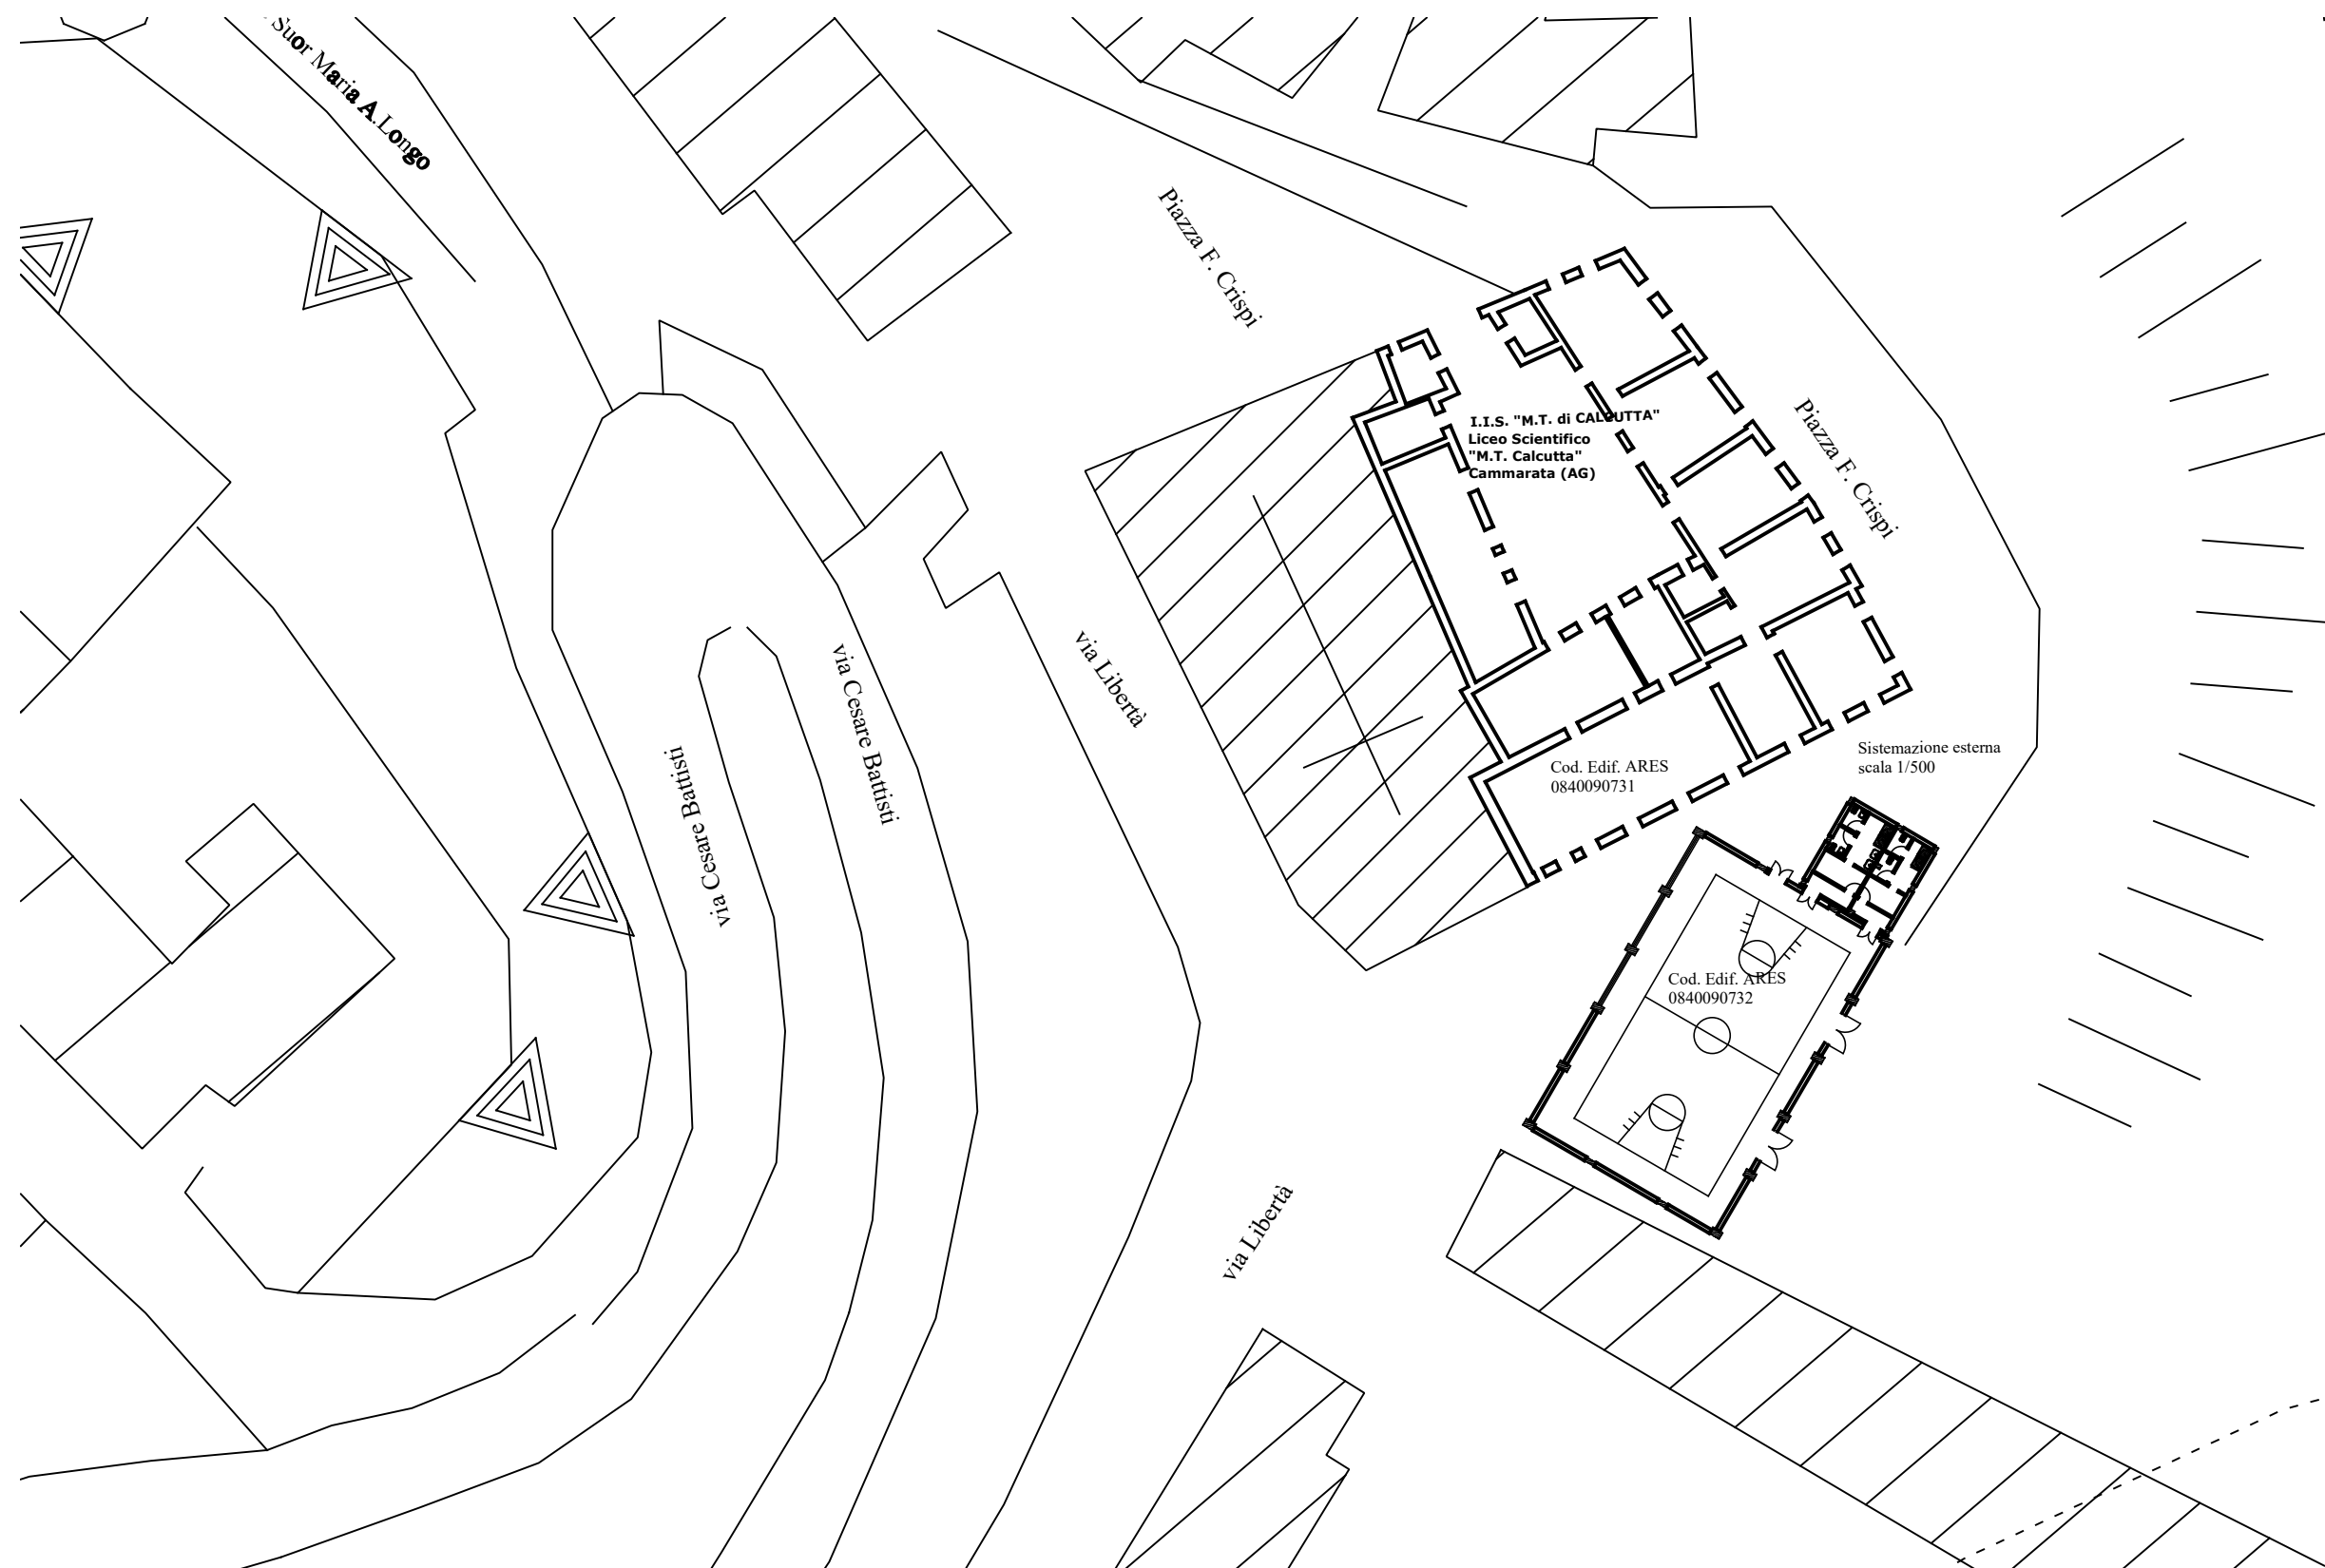 Suor Maria A.Longo
Piazza F. Crispi
I.I.S. "M.T. di CALCUTTA"
Liceo Scientifico
"M.T. Calcutta"
Cammarata (AG)
Piazza F. Crispi
via Cesare Battisti
via Cesare Battisti
via Libertà
Sistemazione esterna
scala 1/500
Cod. Edif. ARES
0840090731
Cod. Edif. ARES
0840090732
via Libertà